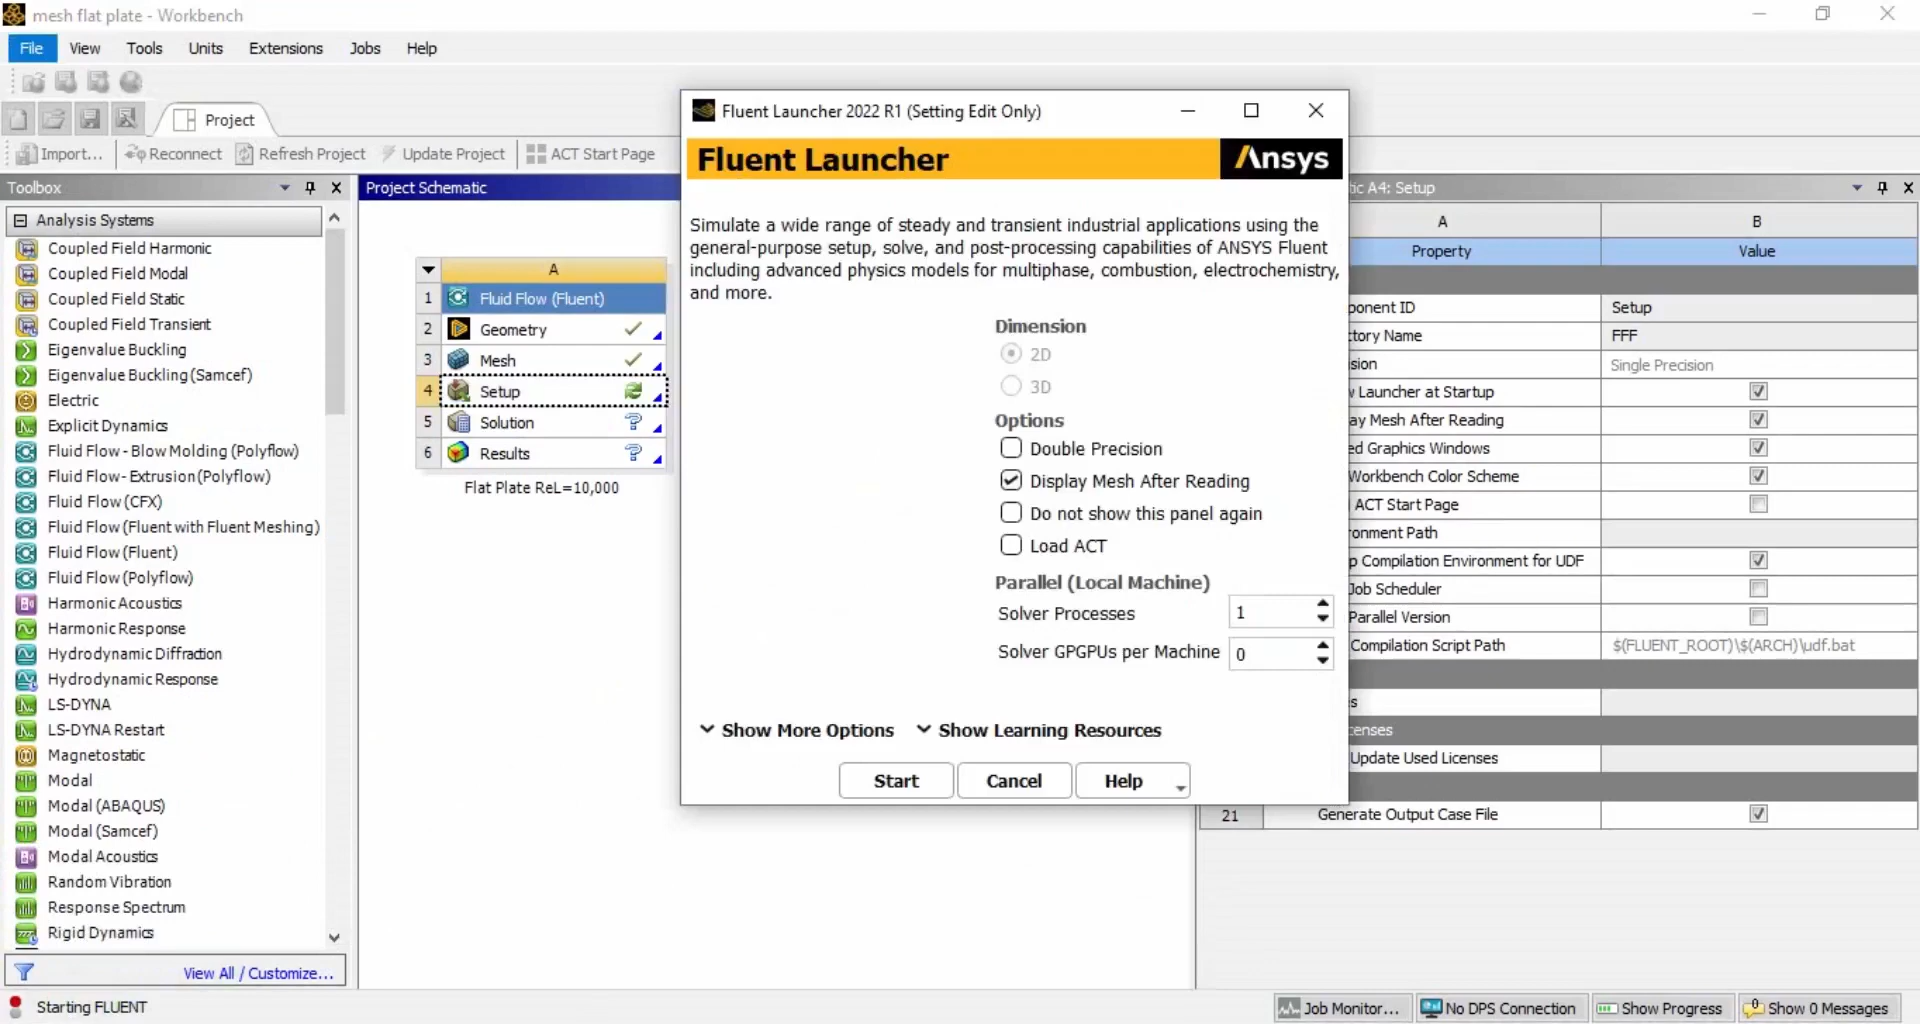 mesh flat plate - Workbench
File View Tools Units Extensions Jobs Help
Project
Import... Reconnect Refresh Project Update Project ACT Start Page
Toolbox
Analysis Systems
Coupled Field Harmonic
Coupled Field Modal
Coupled Field Static
Coupled Field Transient
Eigenvalue Buckling
Eigenvalue Buckling (Samcef)
Electric
Explicit Dynamics
Fluid Flow - Blow Molding (Polyflow)
Fluid Flow - Extrusion (Polyflow)
Fluid Flow (CFX)
Fluid Flow (Fluent with Fluent Meshing)
Fluid Flow (Fluent)
Fluid Flow (Polyflow)
Harmonic Acoustics
Harmonic Response
Hydrodynamic Diffraction
Hydrodynamic Response
LS-DYNA
LS-DYNA Restart
Magnetostatic
Modal
Modal (ABAQUS)
Modal (Samcef)
Modal Acoustics
Random Vibration
Response Spectrum
Rigid Dynamics
View All / Customize...
Project Schematic
A
1 Fluid Flow (Fluent)
2 Geometry
3 Mesh
4 Setup
5 Solution
6 Results
Flat Plate ReL=10,000
Fluent Launcher 2022 R1 (Setting Edit Only)
Fluent Launcher
Ansys
Simulate a wide range of steady and transient industrial applications using the
general-purpose setup, solve, and post-processing capabilities of ANSYS Fluent
including advanced physics models for multiphase, combustion, electrochemistry,
and more.
Dimension
2D
3D
Options
Double Precision
Display Mesh After Reading
Do not show this panel again
Load ACT
Parallel (Local Machine)
Solver Processes 1
Solver GPGPUs per Machine 0
Show More Options Show Learning Resources
Start Cancel Help
tic A4: Setup
A B
Property Value
ponent ID Setup
ctory Name FFF
sion Single Precision
v Launcher at Startup
ay Mesh After Reading
ed Graphics Windows
Workbench Color Scheme
ACT Start Page
ronment Path
p Compilation Environment for UDF
Job Scheduler
Parallel Version
Compilation Script Path $(FLUENT_ROOT)\$(ARCH)\udf.bat
s
censes
Update Used Licenses
21 Generate Output Case File
Starting FLUENT
Job Monitor... No DPS Connection Show Progress Show 0 Messages